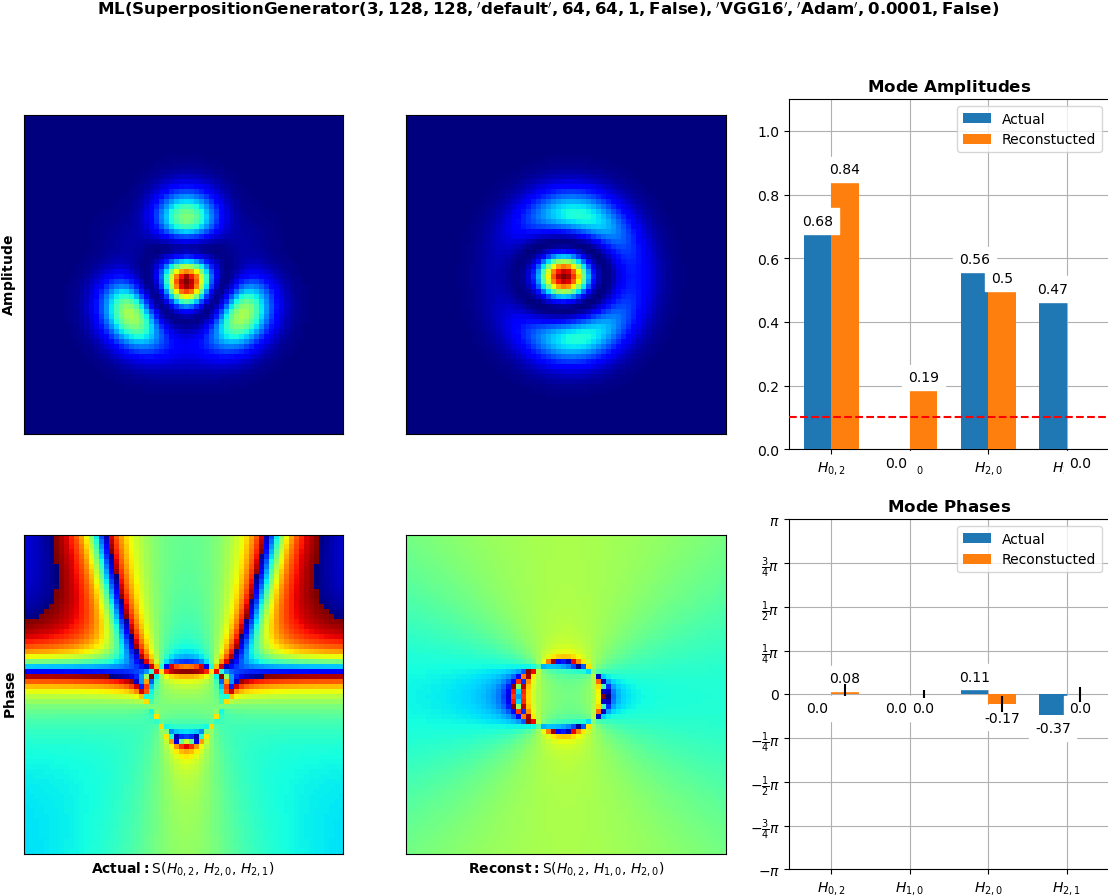 ML(SuperpositionGenerator(3, 128, 128, 'default', 64, 64, 1, False), 'VGG16', 'Adam', 0.0001, False)
Amplitude
Mode Amplitudes
Actual
Reconstucted
1.0
0.8
0.6
0.4
0.2
0.0
0.68
0.84
0.0
0.19
0.56
0.5
0.47
0.0
H0,2
0
H2,0
H
Phase
Actual: S(H0,2, H2,0, H2,1)
Reconst: S(H0,2, H1,0, H2,0)
Mode Phases
Actual
Reconstucted
π
3/4π
1/2π
1/4π
0
−1/4π
−1/2π
−3/4π
−π
0.0
0.08
0.0
0.0
0.11
-0.17
-0.37
0.0
H0,2
H1,0
H2,0
H2,1